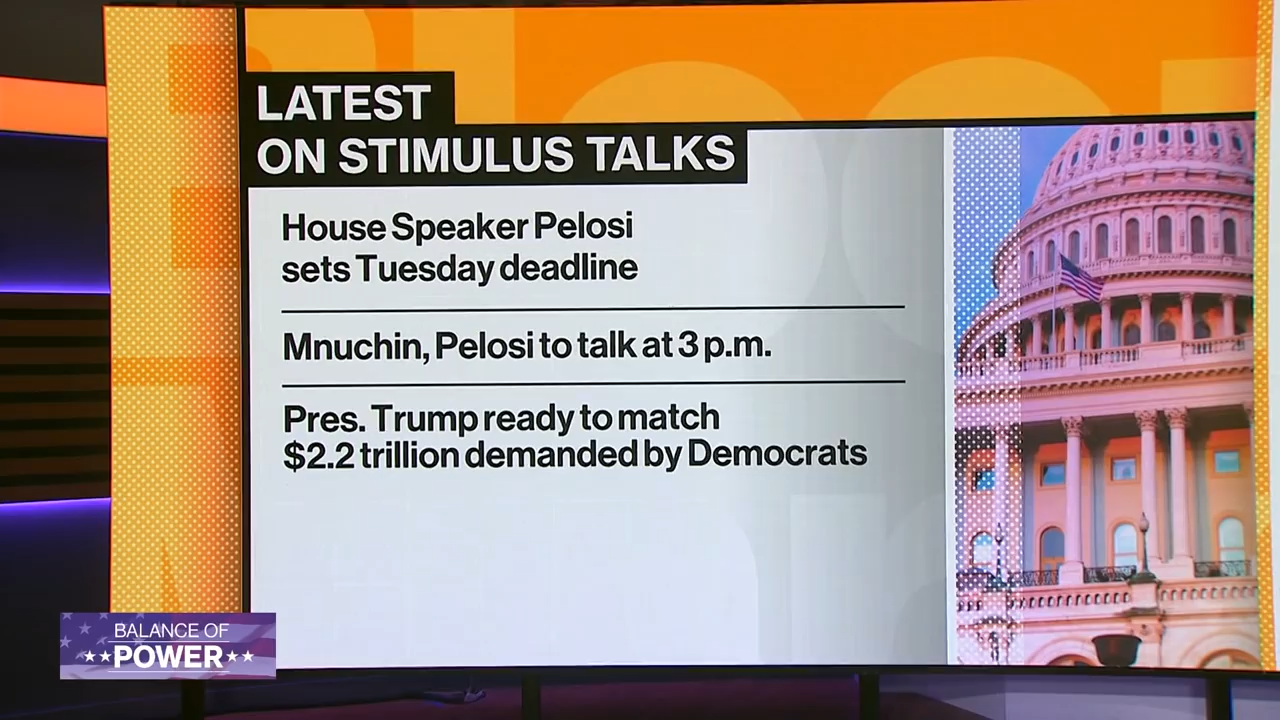 LATEST
ON STIMULUS TALKS
House Speaker Pelosi
sets Tuesday deadline
Mnuchin, Pelosi to talk at 3 p.m.
Pres. Trump ready to match
$2.2 trillion demanded by Democrats
BALANCE OF
POWER